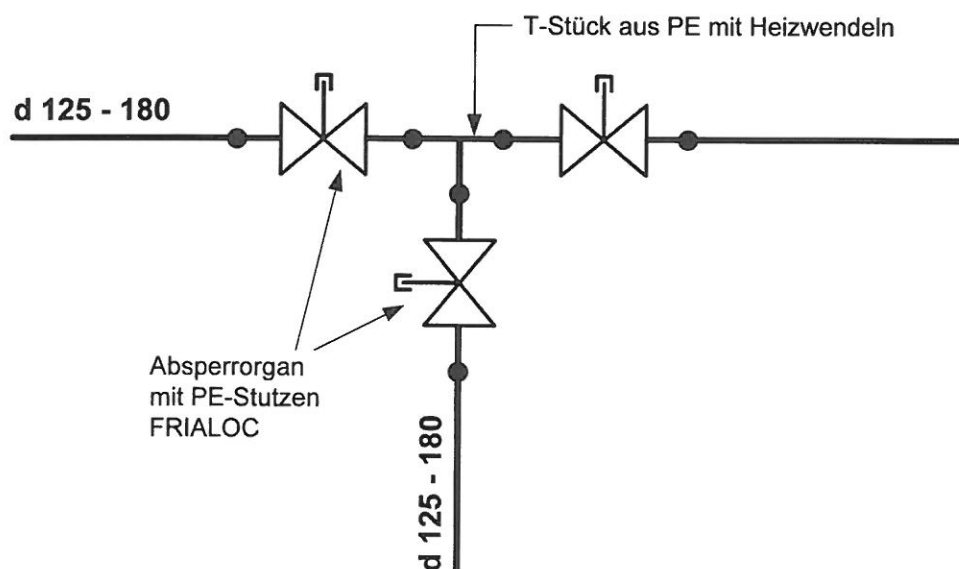 T-Stück aus PE mit Heizwendeln
d 125 - 180
Absperrorgan
mit PE-Stutzen
FRIALOC
d 125 - 180